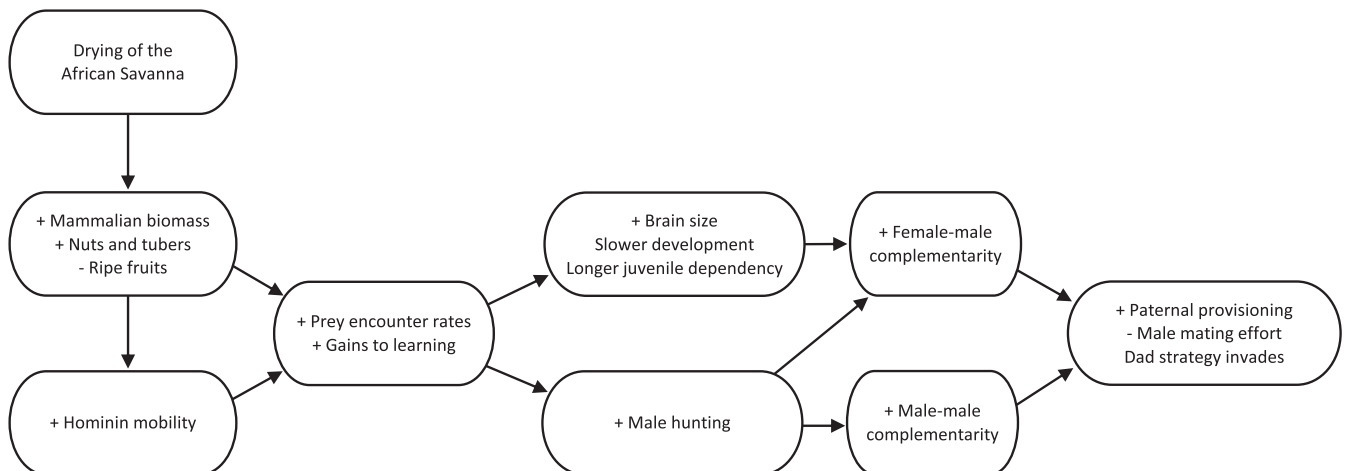 Drying of the
African Savanna
+ Mammalian biomass
+ Nuts and tubers
- Ripe fruits
+ Hominin mobility
+ Prey encounter rates
+ Gains to learning
+ Brain size
Slower development
Longer juvenile dependency
+ Male hunting
+ Female-male
complementarity
+ Male-male
complementarity
+ Paternal provisioning
- Male mating effort
Dad strategy invades